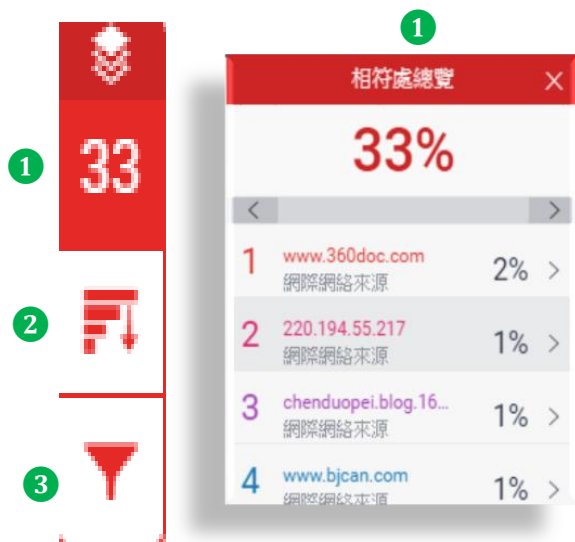 1
相符處總覽
33%
1 www.360doc.com 2%
網際網絡來源
2 220.194.55.217 1%
網際網絡來源
3 chenduopei.blog.16... 1%
網際網絡來源
4 www.bjcan.com 1%
網際網絡來源
1
33
2
3